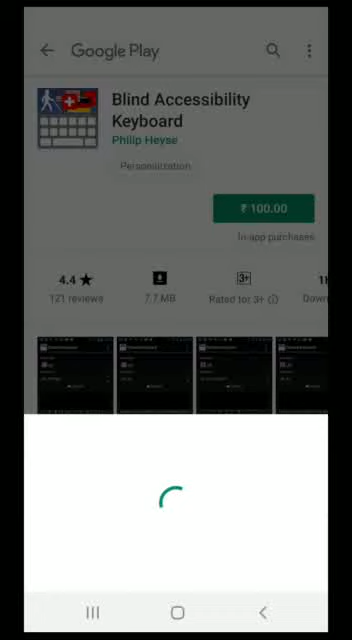 Google Play
Blind Accessibility
Keyboard
Philip Heyse
Personalization
₹ 100.00
In-app purchases
4.4 ★
121 reviews
7.7 MB
3+
Rated for 3+
Down